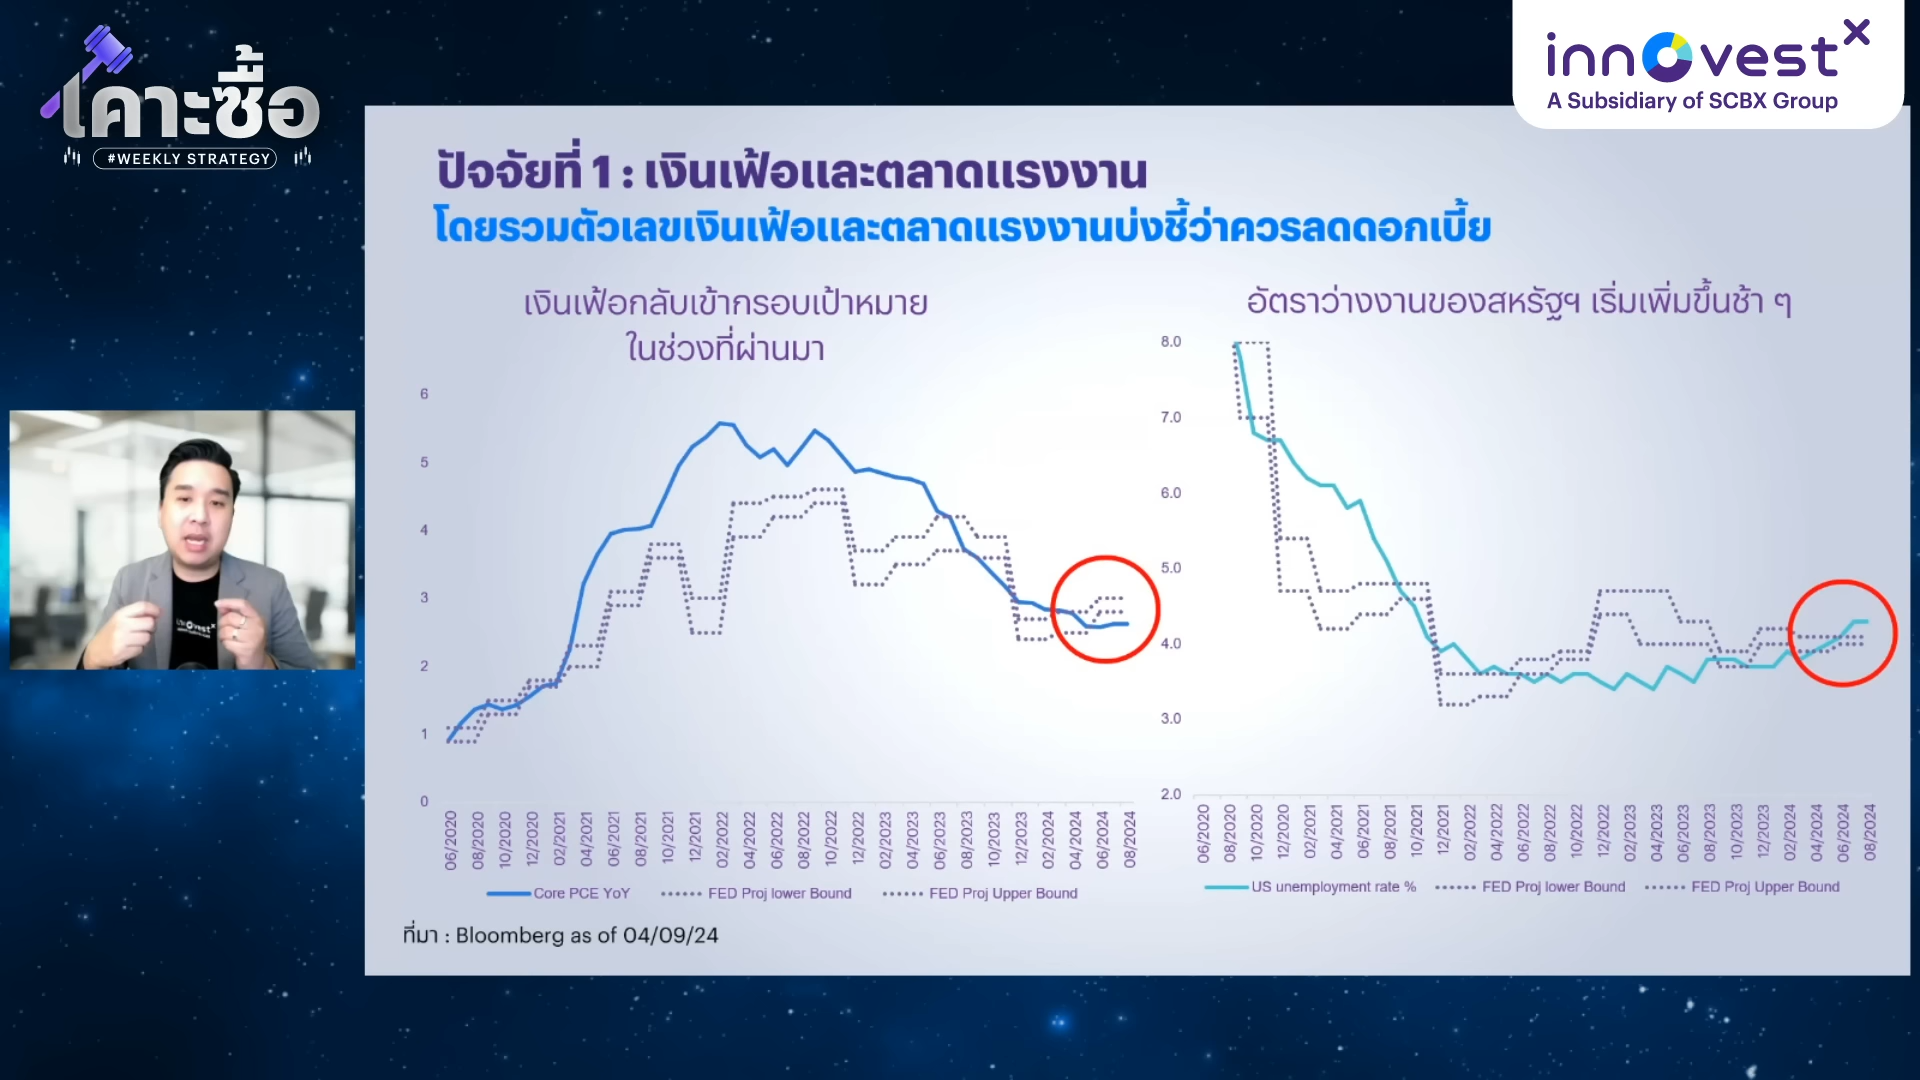 เคาะซื้อ
#WEEKLY STRATEGY
innovestx
A Subsidiary of SCBX Group
ปัจจัยที่ 1 : เงินเฟ้อและตลาดแรงงาน
โดยรวมตัวเลขเงินเฟ้อและตลาดแรงงานบ่งชี้ว่าควรลดดอกเบี้ย
เงินเฟ้อกลับเข้ากรอบเป้าหมาย
ในช่วงที่ผ่านมา
6
5
4
3
2
1
0
06/2020 08/2020 10/2020 12/2020 02/2021 04/2021 06/2021 08/2021 10/2021 12/2021 02/2022 04/2022 06/2022 08/2022 10/2022 12/2022 02/2023 04/2023 06/2023 08/2023 10/2023 12/2023 02/2024 04/2024 06/2024 08/2024
Core PCE YoY FED Proj lower Bound FED Proj Upper Bound
อัตราว่างงานของสหรัฐฯ เริ่มเพิ่มขึ้นช้า ๆ
8.0
7.0
6.0
5.0
4.0
3.0
2.0
06/2020 08/2020 10/2020 12/2020 02/2021 04/2021 06/2021 08/2021 10/2021 12/2021 02/2022 04/2022 06/2022 08/2022 10/2022 12/2022 02/2023 04/2023 06/2023 08/2023 10/2023 12/2023 02/2024 04/2024 06/2024 08/2024
US unemployment rate % FED Proj lower Bound FED Proj Upper Bound
ที่มา : Bloomberg as of 04/09/24
innovestx